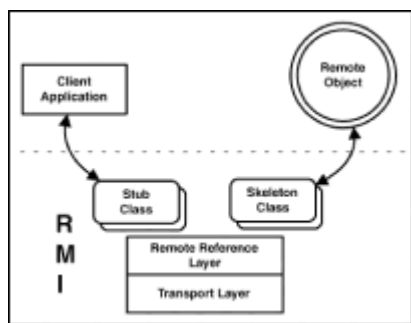 Client
Application
Remote
Object
Stub
Class
Skeleton
Class
R
M
I
Remote Reference
Layer
Transport Layer